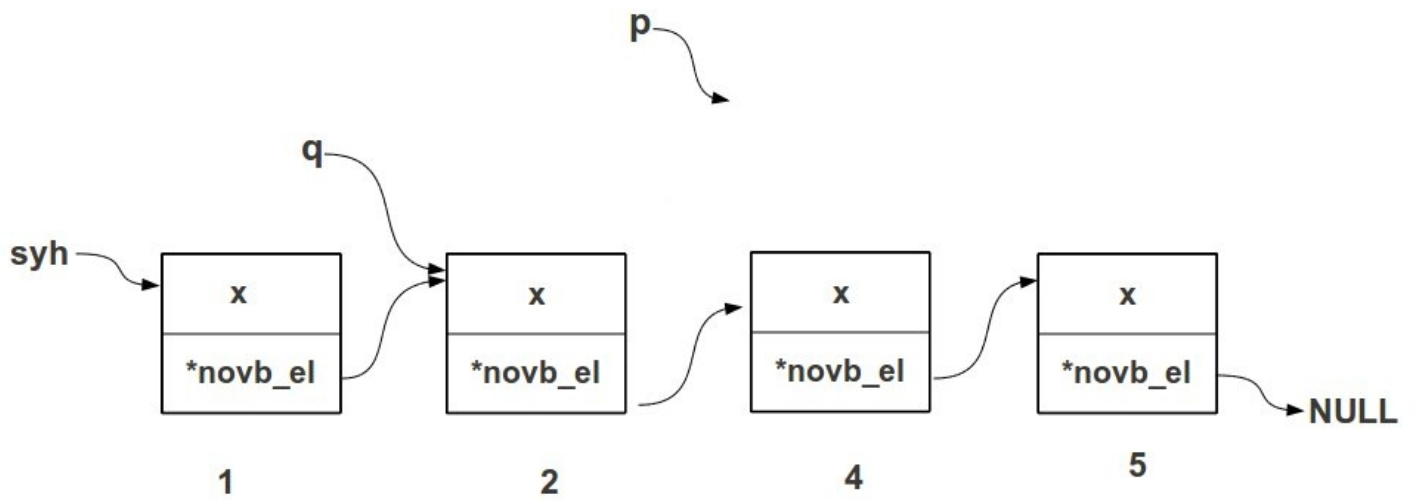 p
q
syh
x x x x
*novb_el *novb_el *novb_el *novb_el
NULL
1 2 4 5